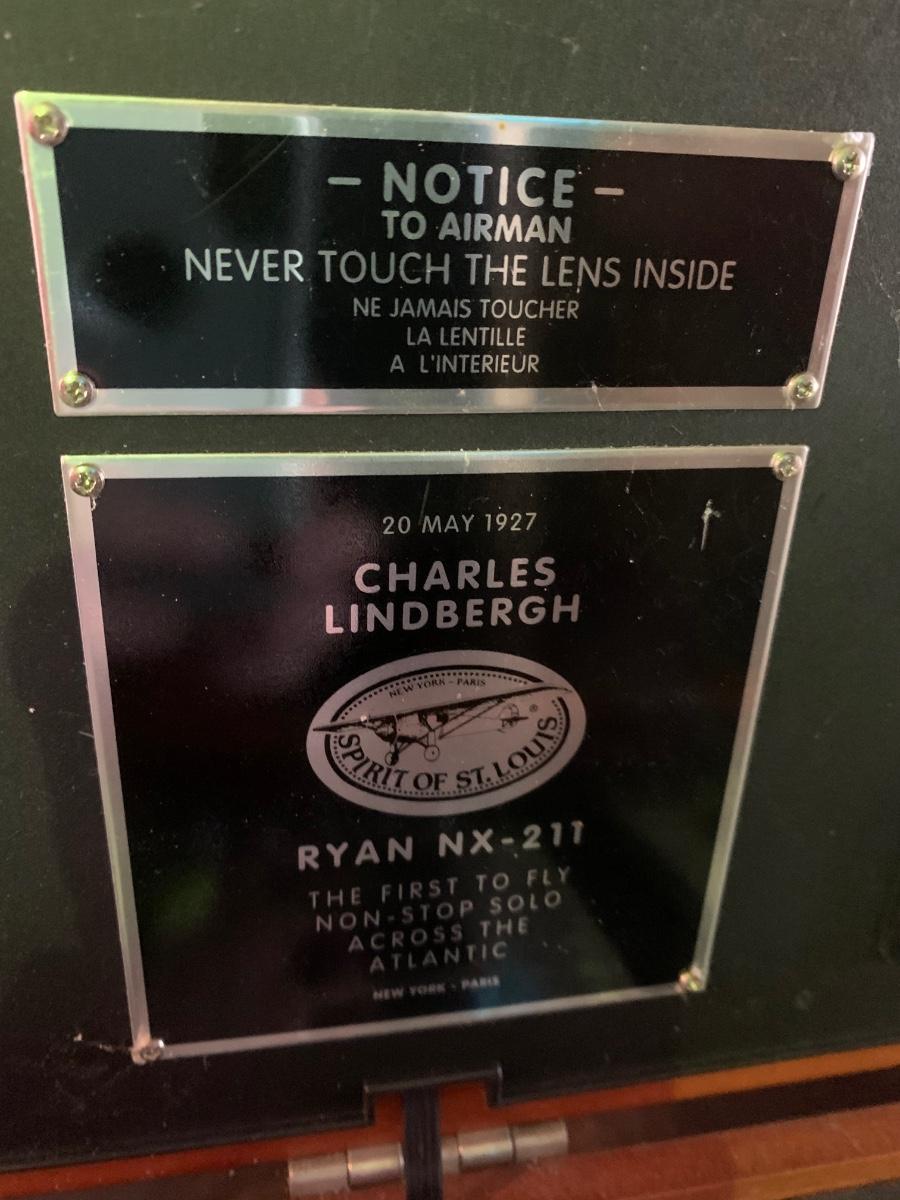 – NOTICE –
TO AIRMAN
NEVER TOUCH THE LENS INSIDE
NE JAMAIS TOUCHER
LA LENTILLE
A L'INTERIEUR
20 MAY 1927
CHARLES
LINDBERGH
NEW YORK - PARIS
®
SPIRIT OF ST. LOUIS
RYAN NX-211
THE FIRST TO FLY
NON-STOP SOLO
ACROSS THE
ATLANTIC
NEW YORK - PARIS